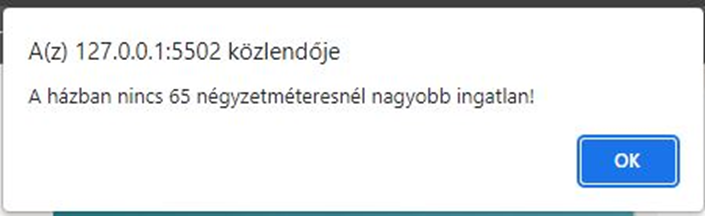 A(z) 127.0.0.1:5502 közlendője
A házban nincs 65 négyzetméteresnél nagyobb ingatlan!
OK